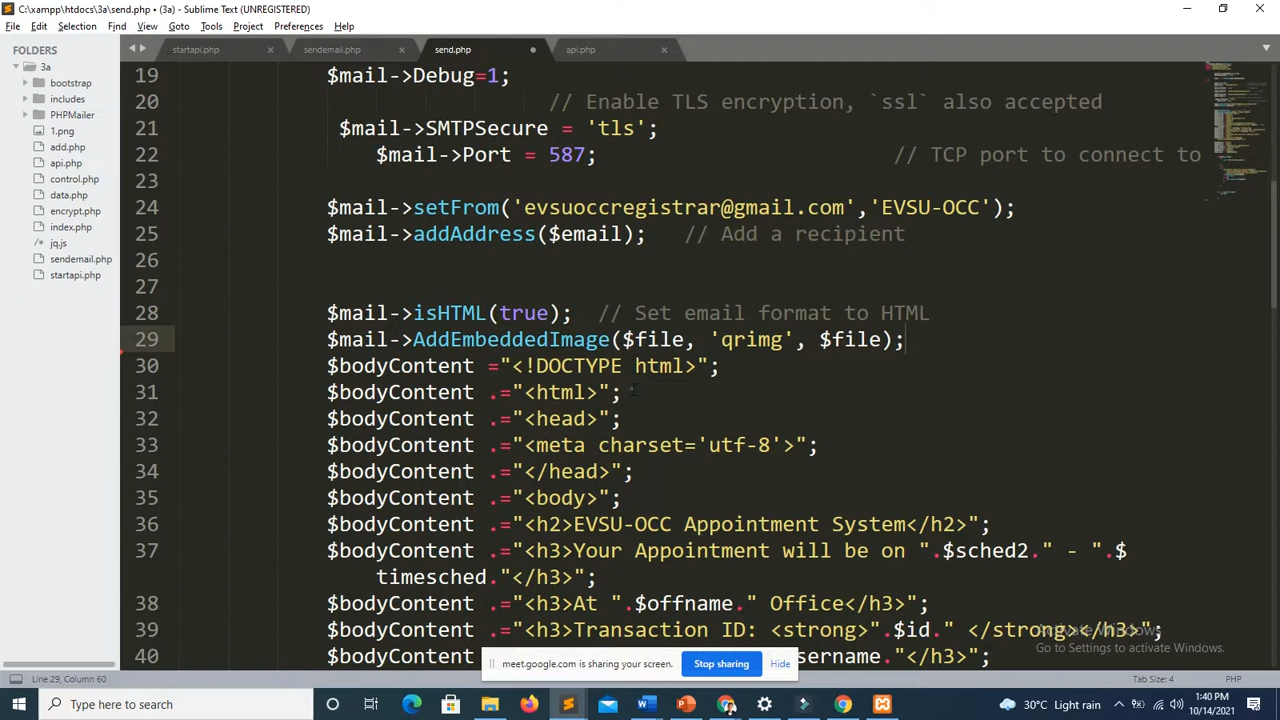 C:\xampp\htdocs\3a\send.php • (3a) - Sublime Text (UNREGISTERED)
File Edit Selection Find View Goto Tools Project Preferences Help
FOLDERS
3a
bootstrap
includes
PHPMailer
1.png
add.php
api.php
control.php
data.php
encrypt.php
index.php
jq.js
sendemail.php
startapi.php
startapi.php sendemail.php send.php api.php
19 $mail->Debug=1;
20 // Enable TLS encryption, `ssl` also accepted
21 $mail->SMTPSecure = 'tls';
22 $mail->Port = 587; // TCP port to connect to
23
24 $mail->setFrom('evsuoccregistrar@gmail.com','EVSU-OCC');
25 $mail->addAddress($email); // Add a recipient
26
27
28 $mail->isHTML(true); // Set email format to HTML
29 $mail->AddEmbeddedImage($file, 'qrimg', $file);
30 $bodyContent ="<!DOCTYPE html>";
31 $bodyContent .="<html>";
32 $bodyContent .="<head>";
33 $bodyContent .="<meta charset='utf-8'>";
34 $bodyContent .="</head>";
35 $bodyContent .="<body>";
36 $bodyContent .="<h2>EVSU-OCC Appointment System</h2>";
37 $bodyContent .="<h3>Your Appointment will be on ".$sched2." - ".$
timesched."</h3>";
38 $bodyContent .="<h3>At ".$offname." Office</h3>";
39 $bodyContent .="<h3>Transaction ID: <strong>".$id." </strong></h3>";
40 $bodyContent sername."</h3>";
Activate Windows
Go to Settings to activate Windows.
meet.google.com is sharing your screen. Stop sharing Hide
Line 29, Column 60 Tab Size: 4 PHP
Type here to search 30°C Light rain 1:40 PM
10/14/2021